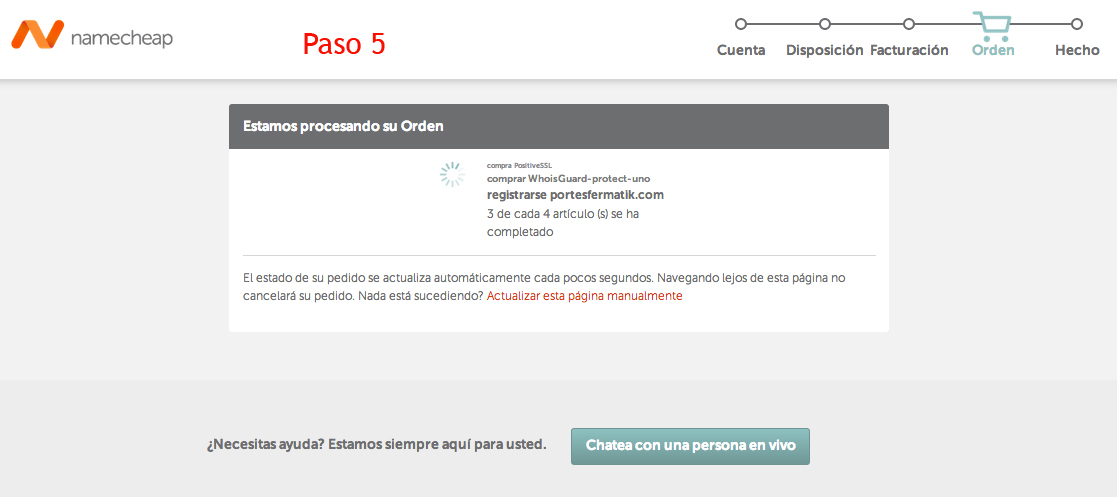 namecheap
Paso 5
Cuenta Disposición Facturación Orden Hecho
Estamos procesando su Orden
compra PositiveSSL
comprar WhoisGuard-protect-uno
registrarse portesfermatik.com
3 de cada 4 artículo (s) se ha
completado
El estado de su pedido se actualiza automáticamente cada pocos segundos. Navegando lejos de esta página no
cancelará su pedido. Nada está sucediendo? Actualizar esta página manualmente
¿Necesitas ayuda? Estamos siempre aquí para usted.
Chatea con una persona en vivo